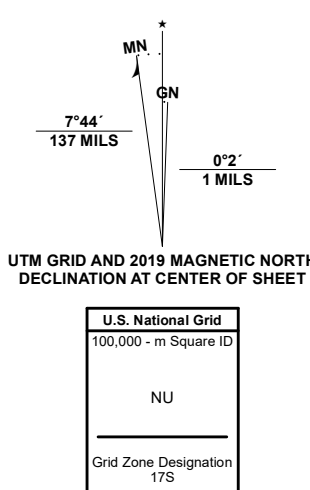 ★
MN
GN
7°44´
137 MILS
0°2´
1 MILS
UTM GRID AND 2019 MAGNETIC NORTH
DECLINATION AT CENTER OF SHEET
U.S. National Grid
100,000 - m Square ID
NU
Grid Zone Designation
17S